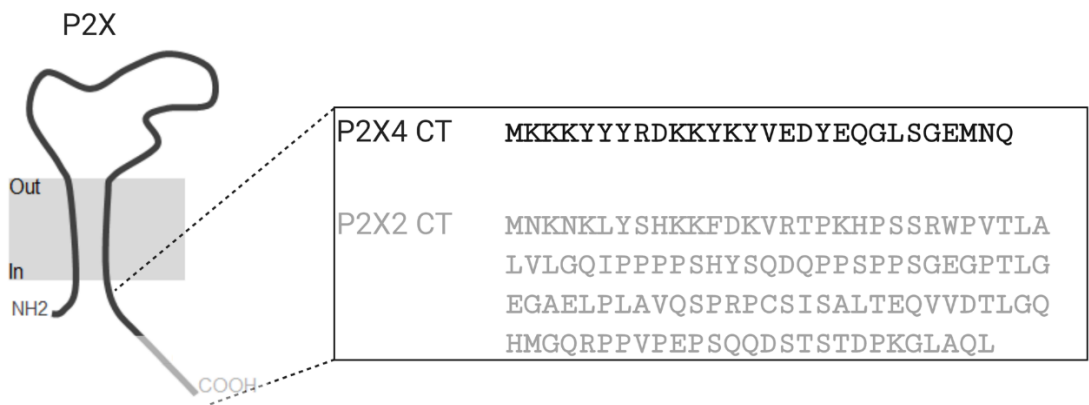 P2X
Out
In
NH2
COOH
P2X4 CT MKKKYYYRDKKYKYVEDYEQGLSGEMNQ
P2X2 CT MNKNKLYSHKKFDKVRTPKHPSSRWPVTLA
LVLGQIPPPPSHYSQDQPPSPPSGEGPTLG
EGAELPLAVQSPRPCSISALTEQVVDTLGQ
HMGQRPPVPEPSQQDSTSTDPKGLAQL